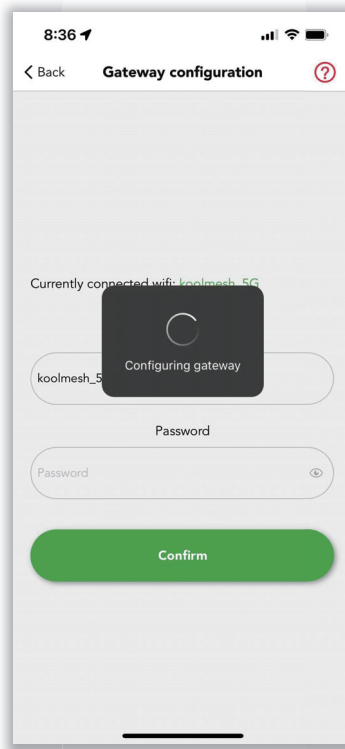 8:36
Back Gateway configuration ?
Currently connected wifi: koolmesh_5G
Configuring gateway
koolmesh_5
Password
Password
Confirm